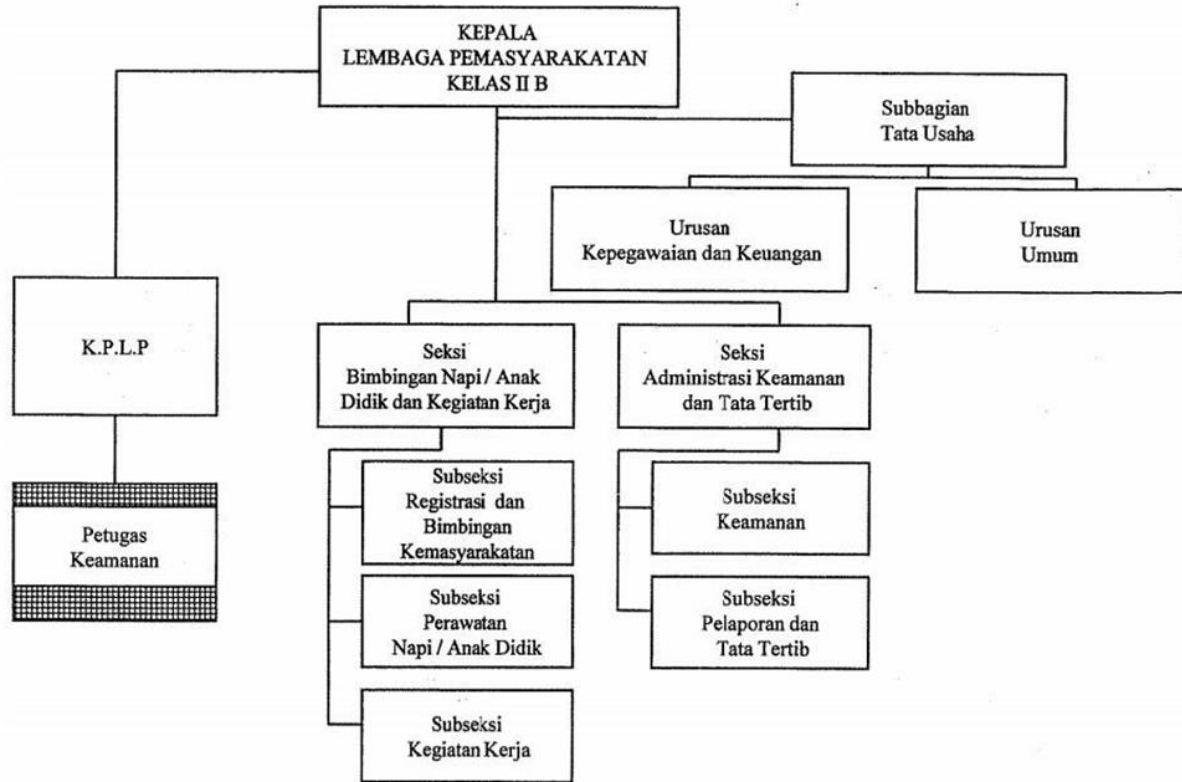 KEPALA
LEMBAGA PEMASYARAKATAN
KELAS II B
Subbagian
Tata Usaha
Urusan
Kepegawaian dan Keuangan
Urusan
Umum
K.P.L.P
Seksi
Bimbingan Napi / Anak
Didik dan Kegiatan Kerja
Seksi
Administrasi Keamanan
dan Tata Tertib
Petugas
Keamanan
Subseksi
Registrasi dan
Bimbingan
Kemasyarakatan
Subseksi
Keamanan
Subseksi
Perawatan
Napi / Anak Didik
Subseksi
Pelaporan dan
Tata Tertib
Subseksi
Kegiatan Kerja